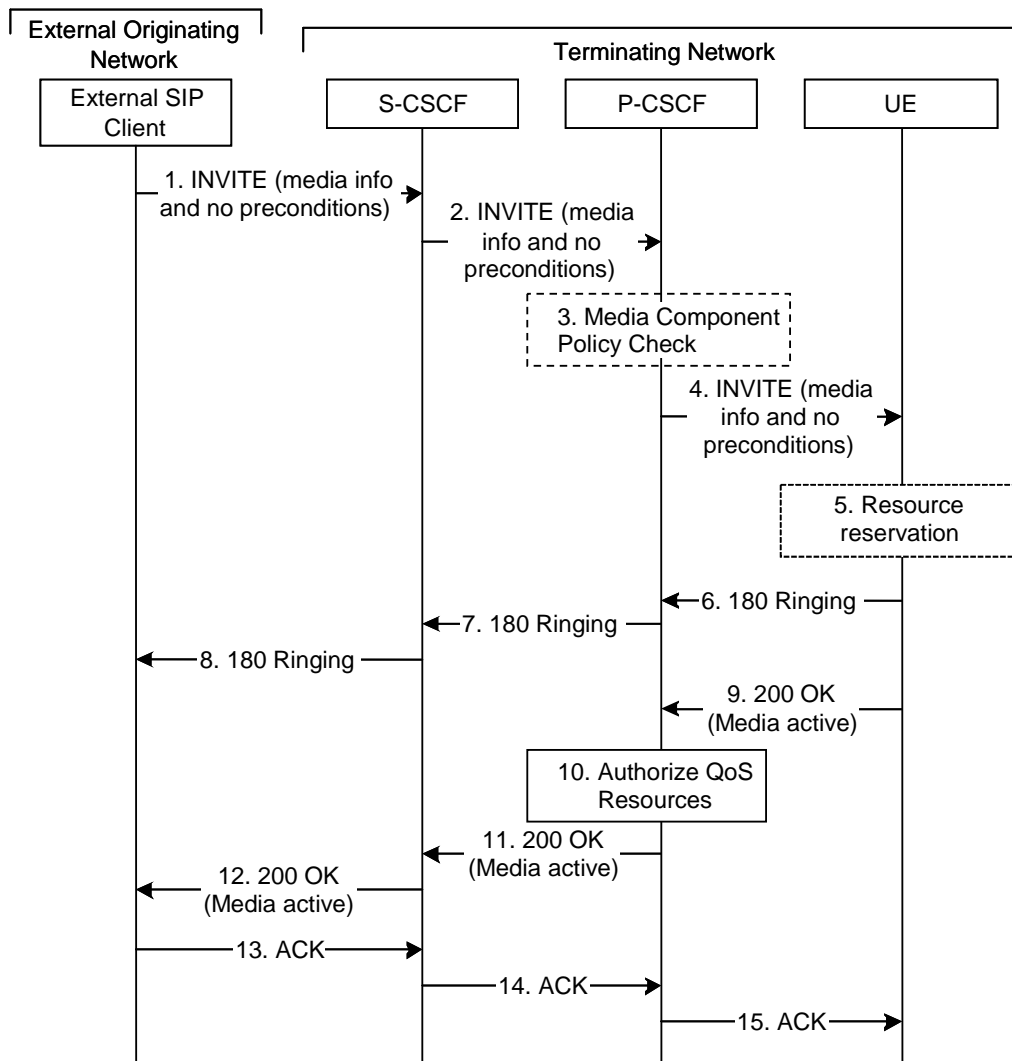 External Originating
Network
Terminating Network
External SIP
Client
S-CSCF
P-CSCF
UE
1. INVITE (media info
and no preconditions)
2. INVITE (media
info and no
preconditions)
3. Media Component
Policy Check
4. INVITE (media
info and no
preconditions)
5. Resource
reservation
6. 180 Ringing
7. 180 Ringing
8. 180 Ringing
9. 200 OK
(Media active)
10. Authorize QoS
Resources
11. 200 OK
(Media active)
12. 200 OK
(Media active)
13. ACK
14. ACK
15. ACK